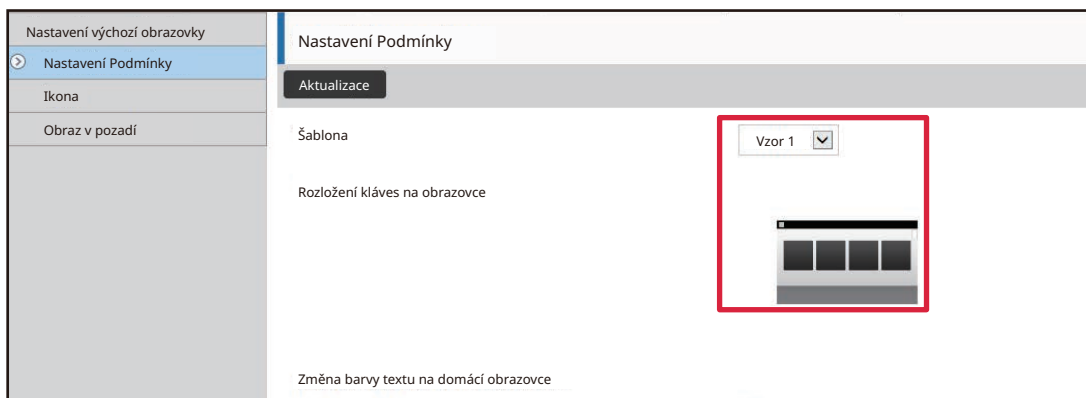 Nastavení výchozí obrazovky
Nastavení Podmínky
Ikona
Obraz v pozadí
Nastavení Podmínky
Aktualizace
Šablona
Vzor 1
Rozložení kláves na obrazovce
Změna barvy textu na domácí obrazovce